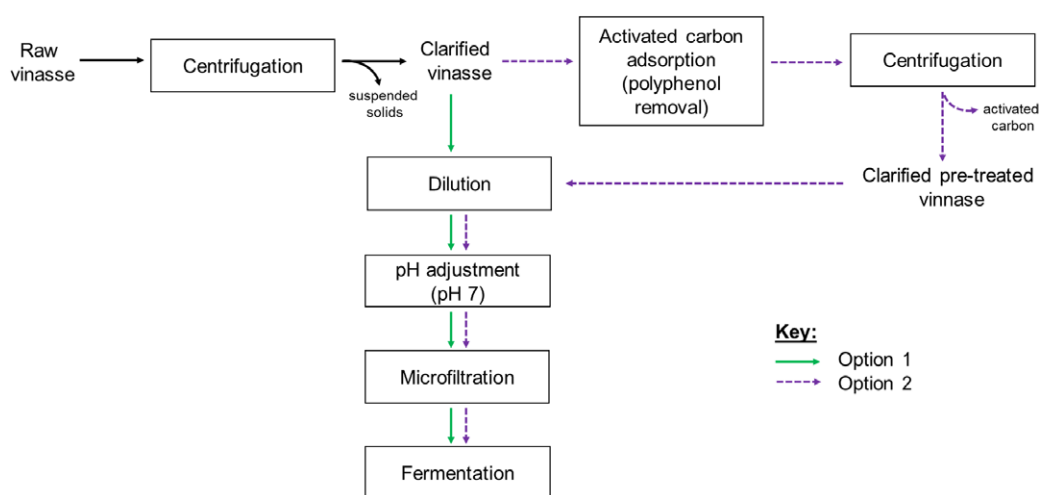 Raw
vinasse
Centrifugation
suspended
solids
Clarified
vinasse
Activated carbon
adsorption
(polyphenol
removal)
Centrifugation
activated
carbon
Clarified pre-treated
vinnase
Dilution
pH adjustment
(pH 7)
Microfiltration
Fermentation
Key:
Option 1
Option 2